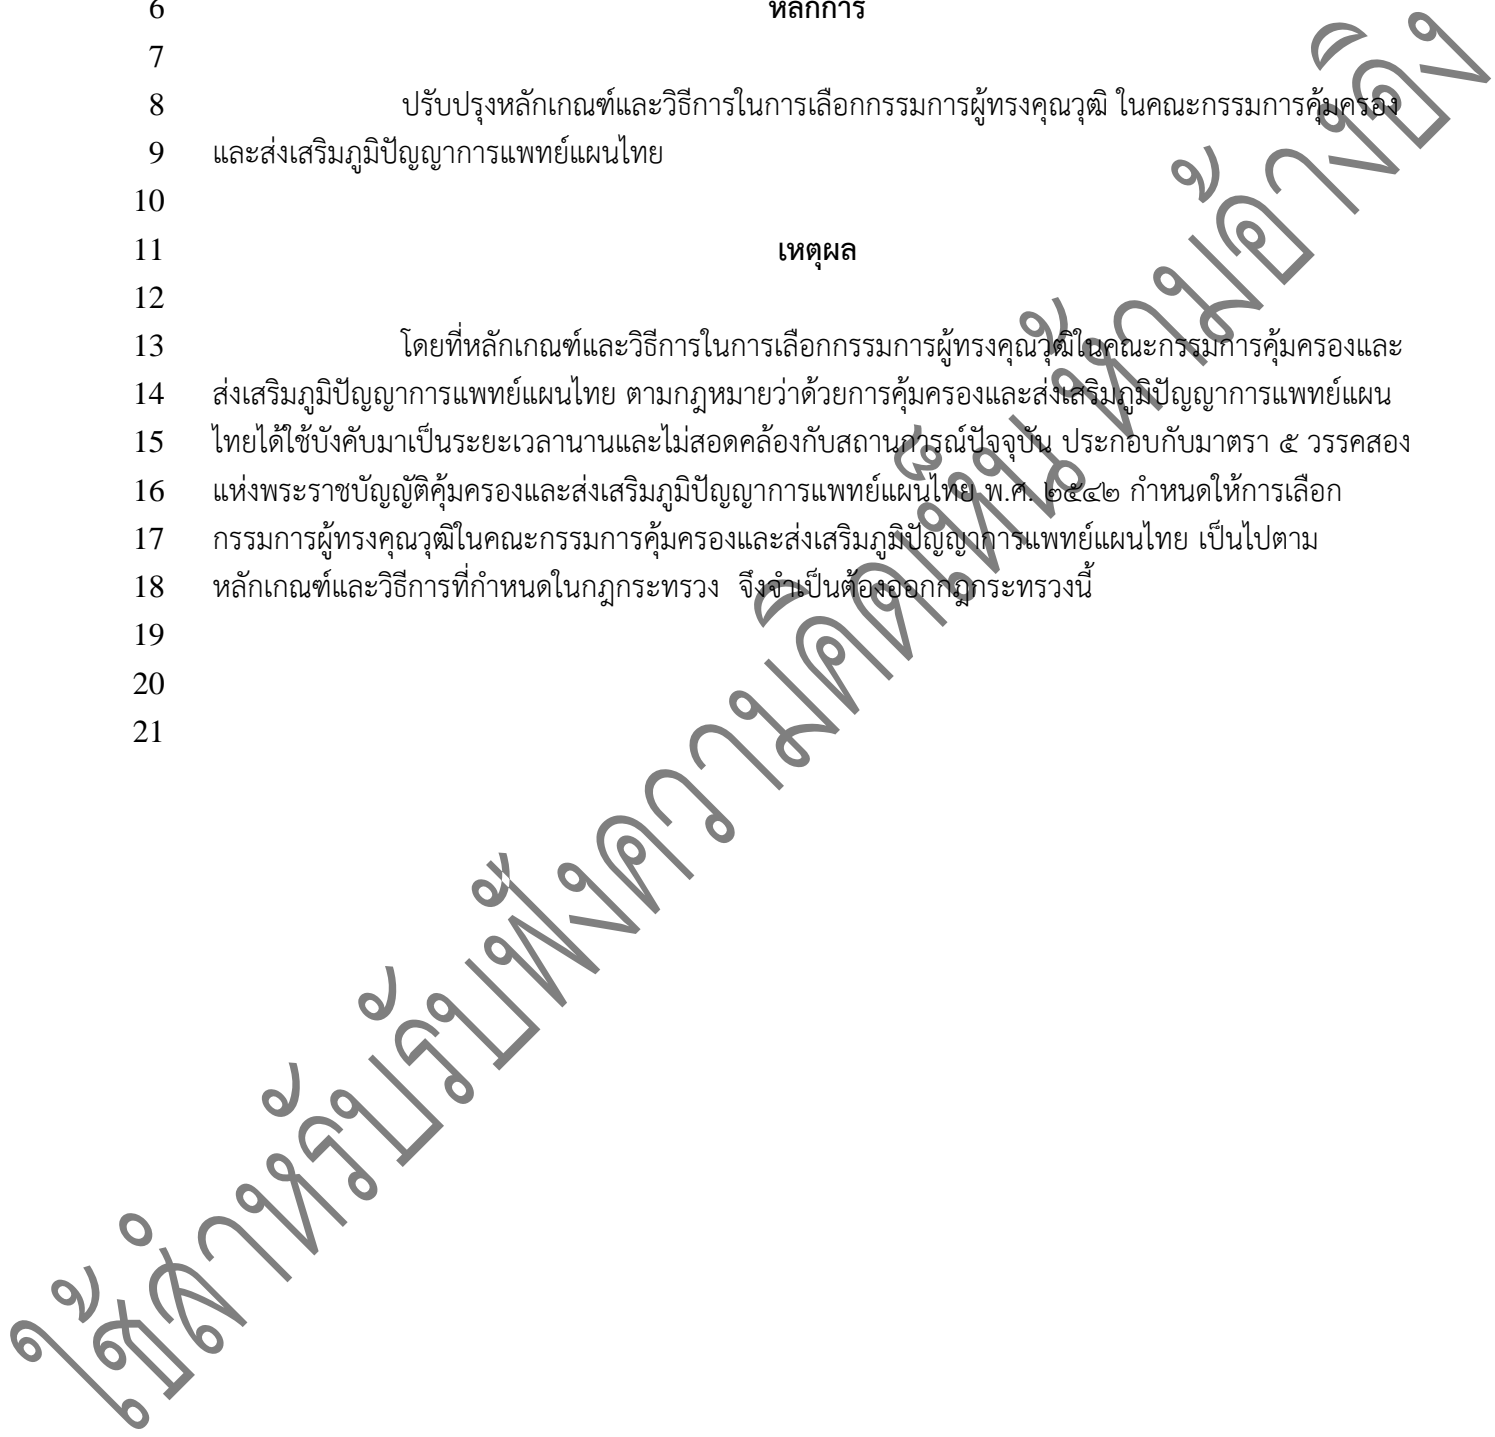 6 หลักการ
7
8 ปรับปรุงหลักเกณฑ์และวิธีการในการเลือกกรรมการผู้ทรงคุณวุฒิ ในคณะกรรมการคุ้มครอง
9 และส่งเสริมภูมิปัญญาการแพทย์แผนไทย
10
11 เหตุผล
12
13 โดยที่หลักเกณฑ์และวิธีการในการเลือกกรรมการผู้ทรงคุณวุฒิในคณะกรรมการคุ้มครองและ
14 ส่งเสริมภูมิปัญญาการแพทย์แผนไทย ตามกฎหมายว่าด้วยการคุ้มครองและส่งเสริมภูมิปัญญาการแพทย์แผน
15 ไทยได้ใช้บังคับมาเป็นระยะเวลานานและไม่สอดคล้องกับสถานการณ์ปัจจุบัน ประกอบกับมาตรา ๕ วรรคสอง
16 แห่งพระราชบัญญัติคุ้มครองและส่งเสริมภูมิปัญญาการแพทย์แผนไทย พ.ศ. ๒๕๔๒ กำหนดให้การเลือก
17 กรรมการผู้ทรงคุณวุฒิในคณะกรรมการคุ้มครองและส่งเสริมภูมิปัญญาการแพทย์แผนไทย เป็นไปตาม
18 หลักเกณฑ์และวิธีการที่กำหนดในกฎกระทรวง จึงจำเป็นต้องออกกฎกระทรวงนี้
19
20
21
ใช้สำหรับรับฟังความคิดเห็น ห้ามอ้างอิง